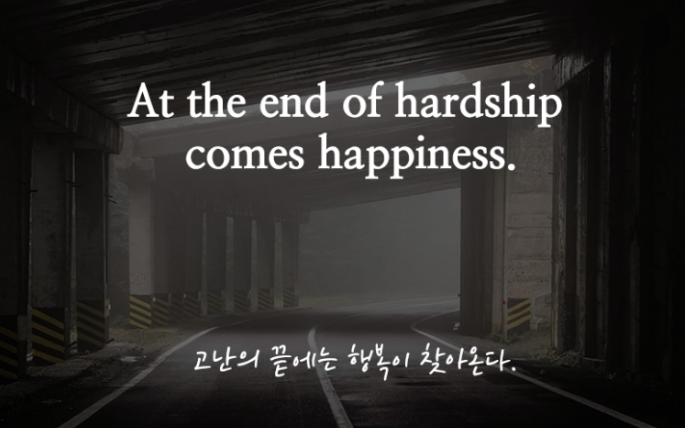 At the end of hardship
comes happiness.
고난의 끝에는 행복이 찾아온다.